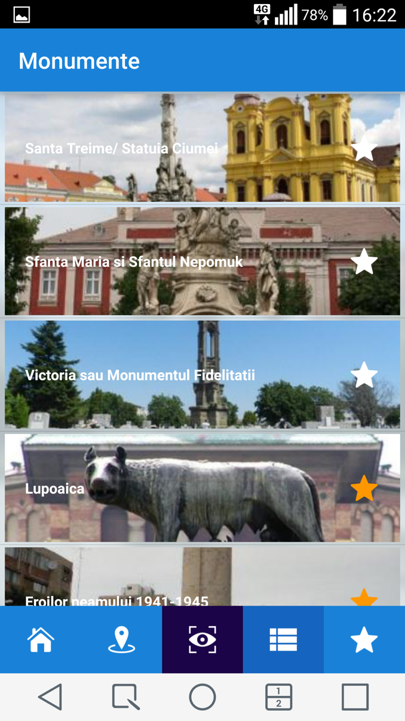 4G 78% 16:22
Monumente
Santa Treime/ Statuia Ciumei
Sfanta Maria si Sfantul Nepomuk
Victoria sau Monumentul Fidelitatii
Lupoaica
Eroilor neamului 1941-1945
1
2